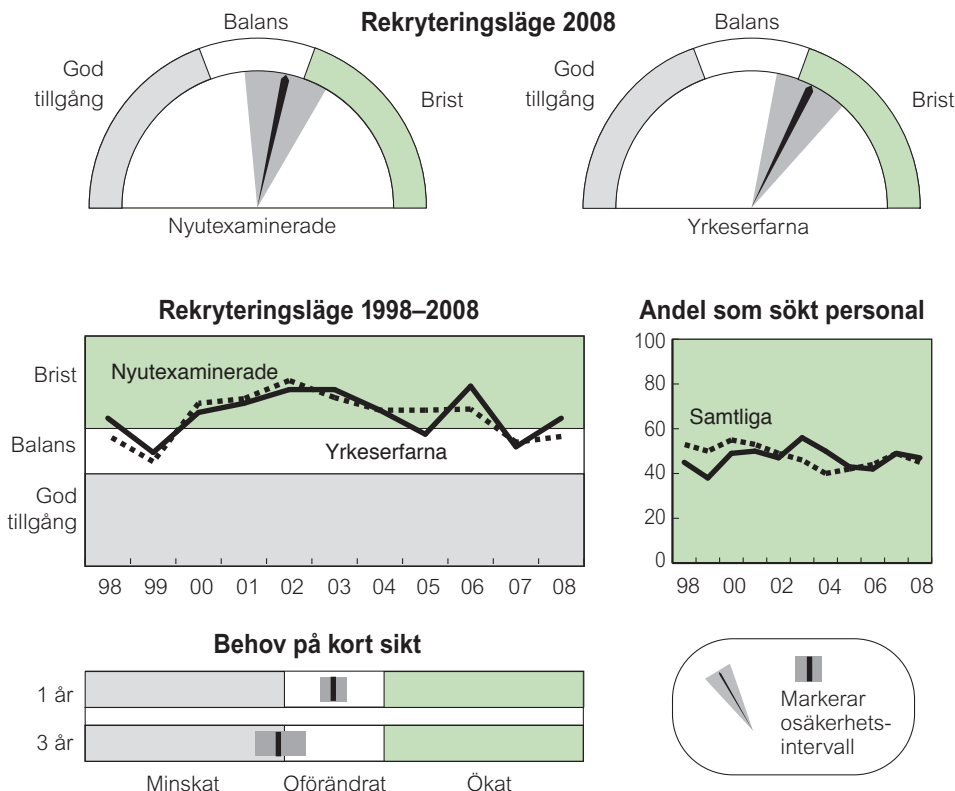 Rekryteringsläge 2008
Balans
God
tillgång
Brist
Nyutexaminerade
Balans
God
tillgång
Brist
Yrkeserfarna
Rekryteringsläge 1998–2008
Brist
Balans
God
tillgång
Nyutexaminerade
Yrkeserfarna
98 99 00 01 02 03 04 05 06 07 08
Andel som sökt personal
100
80
60
40
20
0
Samtliga
98 00 02 04 06 08
Behov på kort sikt
1 år
3 år
Minskat Oförändrat Ökat
Markerar
osäkerhets-
intervall